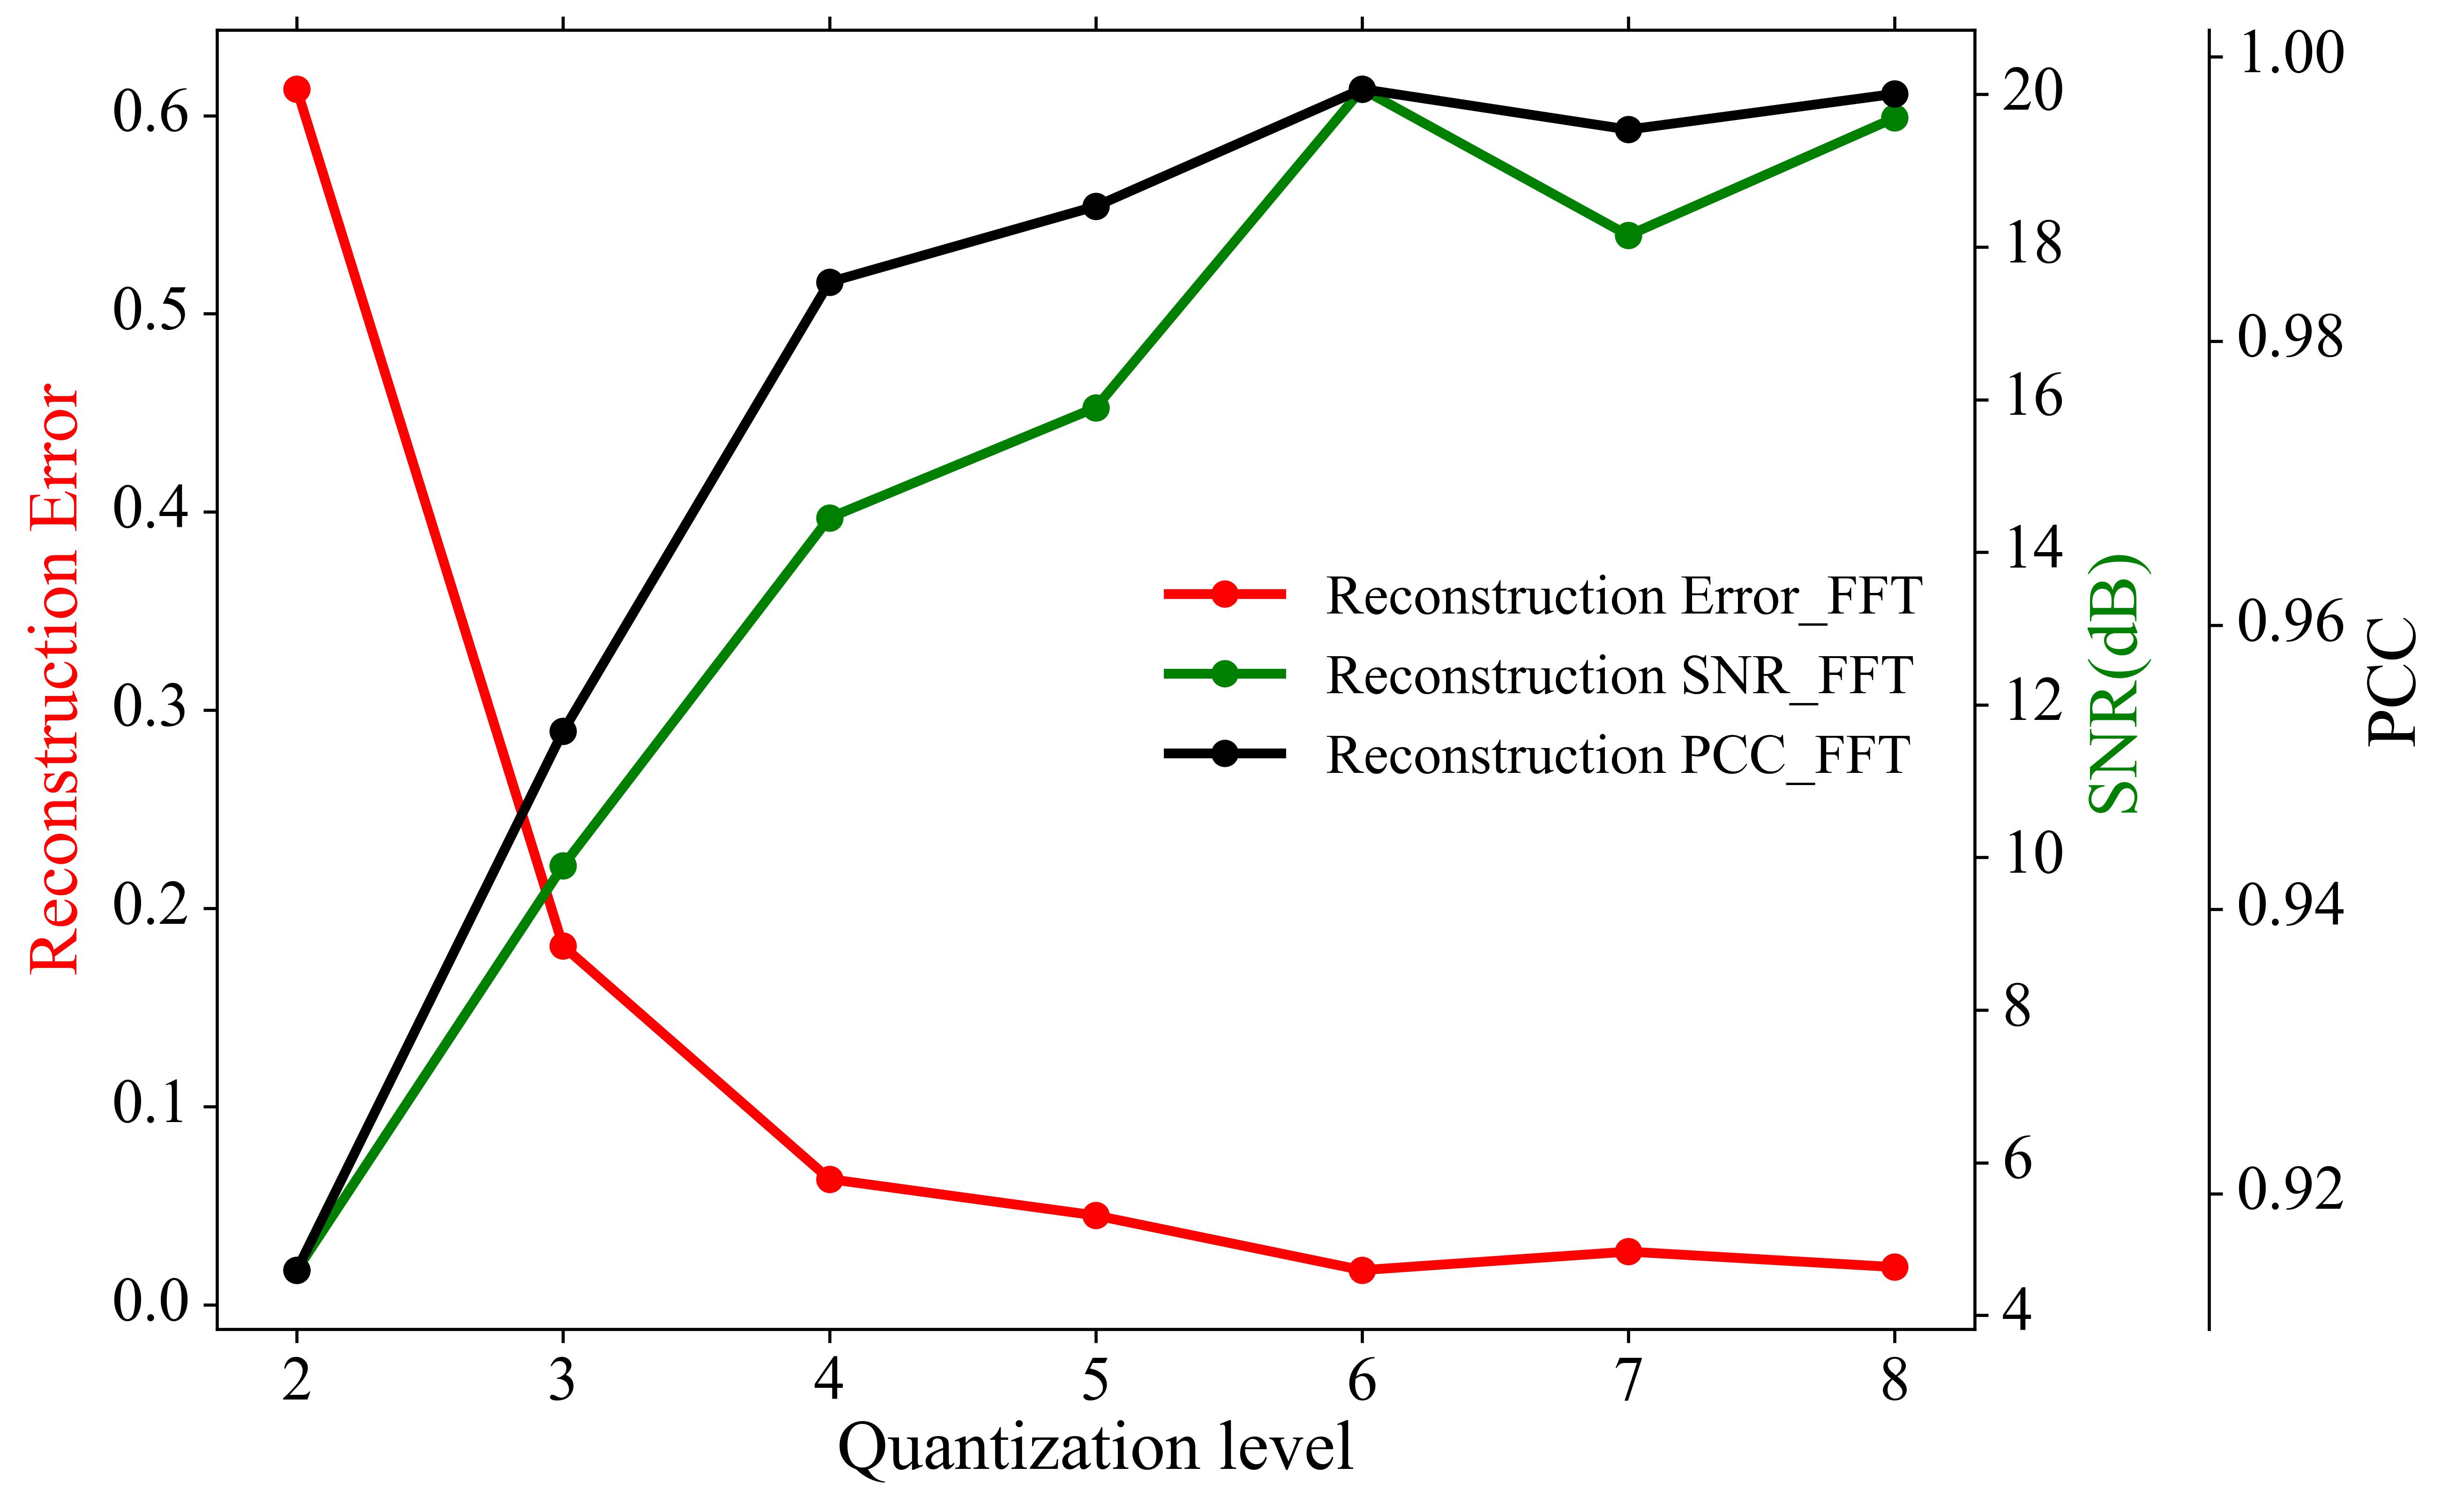 Reconstruction Error
0.6
0.5
0.4
0.3
0.2
0.1
0.0
2 3 4 5 6 7 8
Quantization level
Reconstruction Error_FFT
Reconstruction SNR_FFT
Reconstruction PCC_FFT
20
18
16
14
12
10
8
6
4
SNR(dB)
1.00
0.98
0.96
0.94
0.92
PCC